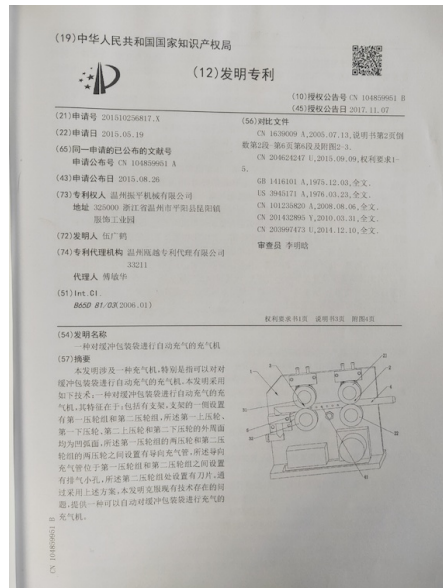 (19)中华人民共和国国家知识产权局
(12)发明专利
(10)授权公告号 CN 104859951 B
(45)授权公告日 2017.11.07
(21)申请号 201510256817.X
(22)申请日 2015.05.19
(65)同一申请的已公布的文献号
申请公布号 CN 104859951 A
(43)申请公布日 2015.08.26
(73)专利权人 温州振平机械有限公司
地址 325000 浙江省温州市平阳县昆阳镇
服饰工业园
(72)发明人 伍广鹤
(74)专利代理机构 温州瓯越专利代理有限公司
33211
代理人 傅敏华
(51)Int.Cl.
B65D 81/03(2006.01)
(56)对比文件
CN 1639009 A,2005.07.13,说明书第2页倒
数第2段-第6页第6段及附图2-3.
CN 204624247 U,2015.09.09,权利要求1-
5.
GB 1416101 A,1975.12.03,全文.
US 3945171 A,1976.03.23,全文.
CN 101235820 A,2008.08.06,全文.
CN 201432895 Y,2010.03.31,全文.
CN 203997473 U,2014.12.10,全文.
审查员 李明晗
权利要求书1页 说明书3页 附图4页
(54)发明名称
一种对缓冲包装袋进行自动充气的充气机
(57)摘要
本发明涉及一种充气机,特别是指可以对对
缓冲包装袋进行自动充气的充气机。本发明采用
如下技术:一种对缓冲包装袋进行自动充气的充
气机,其特征在于:包括有支架,支架的一侧设置
有第一压轮组和第二压轮组,所述第一上压轮、
第一下压轮、第二上压轮和第二下压轮的外周面
均为凹弧面,所述第一压轮组的两压轮和第二压
轮组的两压轮之间设置有导向充气管,所述导向
充气管位于第一压轮组和第二压轮组之间设置
有排气小孔,所述第二压轮组处设置有刀片。通
过采用上述方案,本发明克服现有技术存在的问
题,提供一种可以自动对缓冲包装袋进行充气的
充气机。
CN 104859951 B